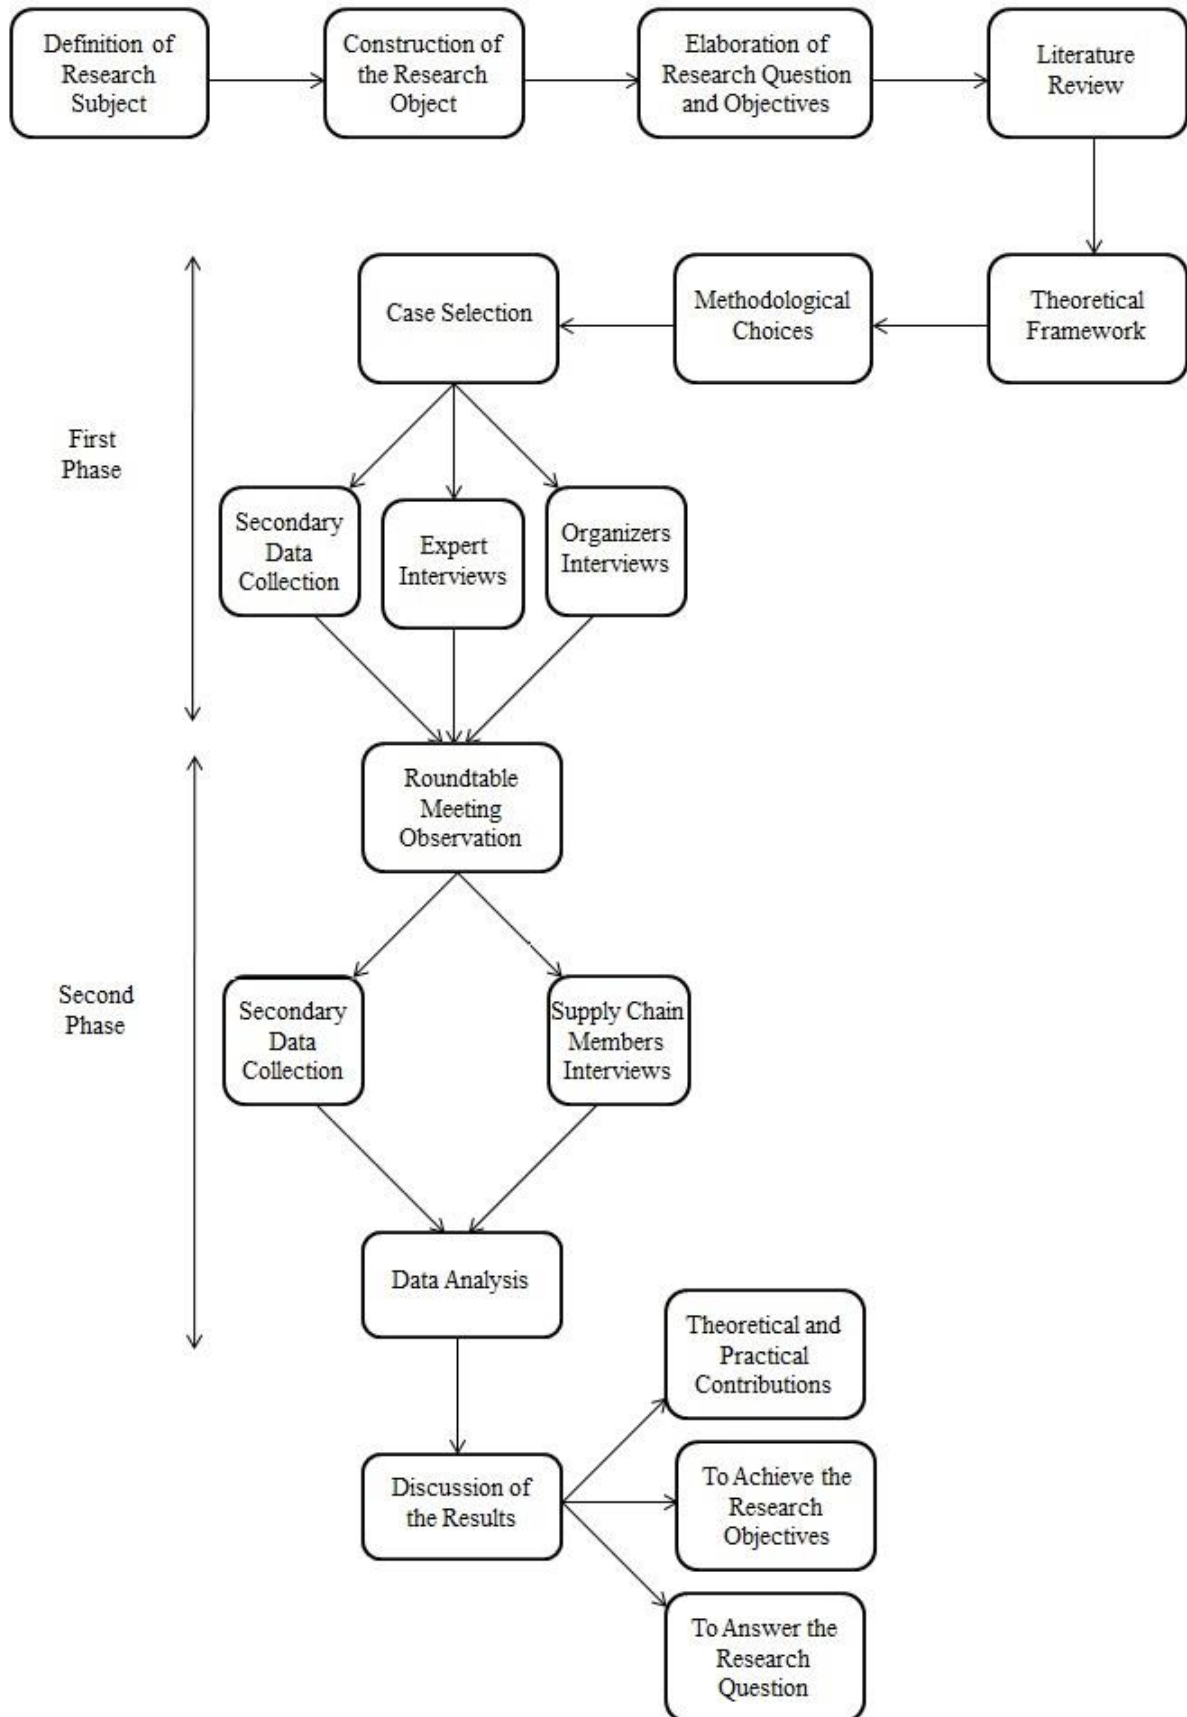 Definition of
Research
Subject
Construction of
the Research
Object
Elaboration of
Research Question
and Objectives
Literature
Review
Case Selection
Methodological
Choices
Theoretical
Framework
First
Phase
Secondary
Data
Collection
Expert
Interviews
Organizers
Interviews
Roundtable
Meeting
Observation
Second
Phase
Secondary
Data
Collection
Supply Chain
Members
Interviews
Data Analysis
Theoretical and
Practical
Contributions
Discussion of
the Results
To Achieve the
Research
Objectives
To Answer the
Research
Question